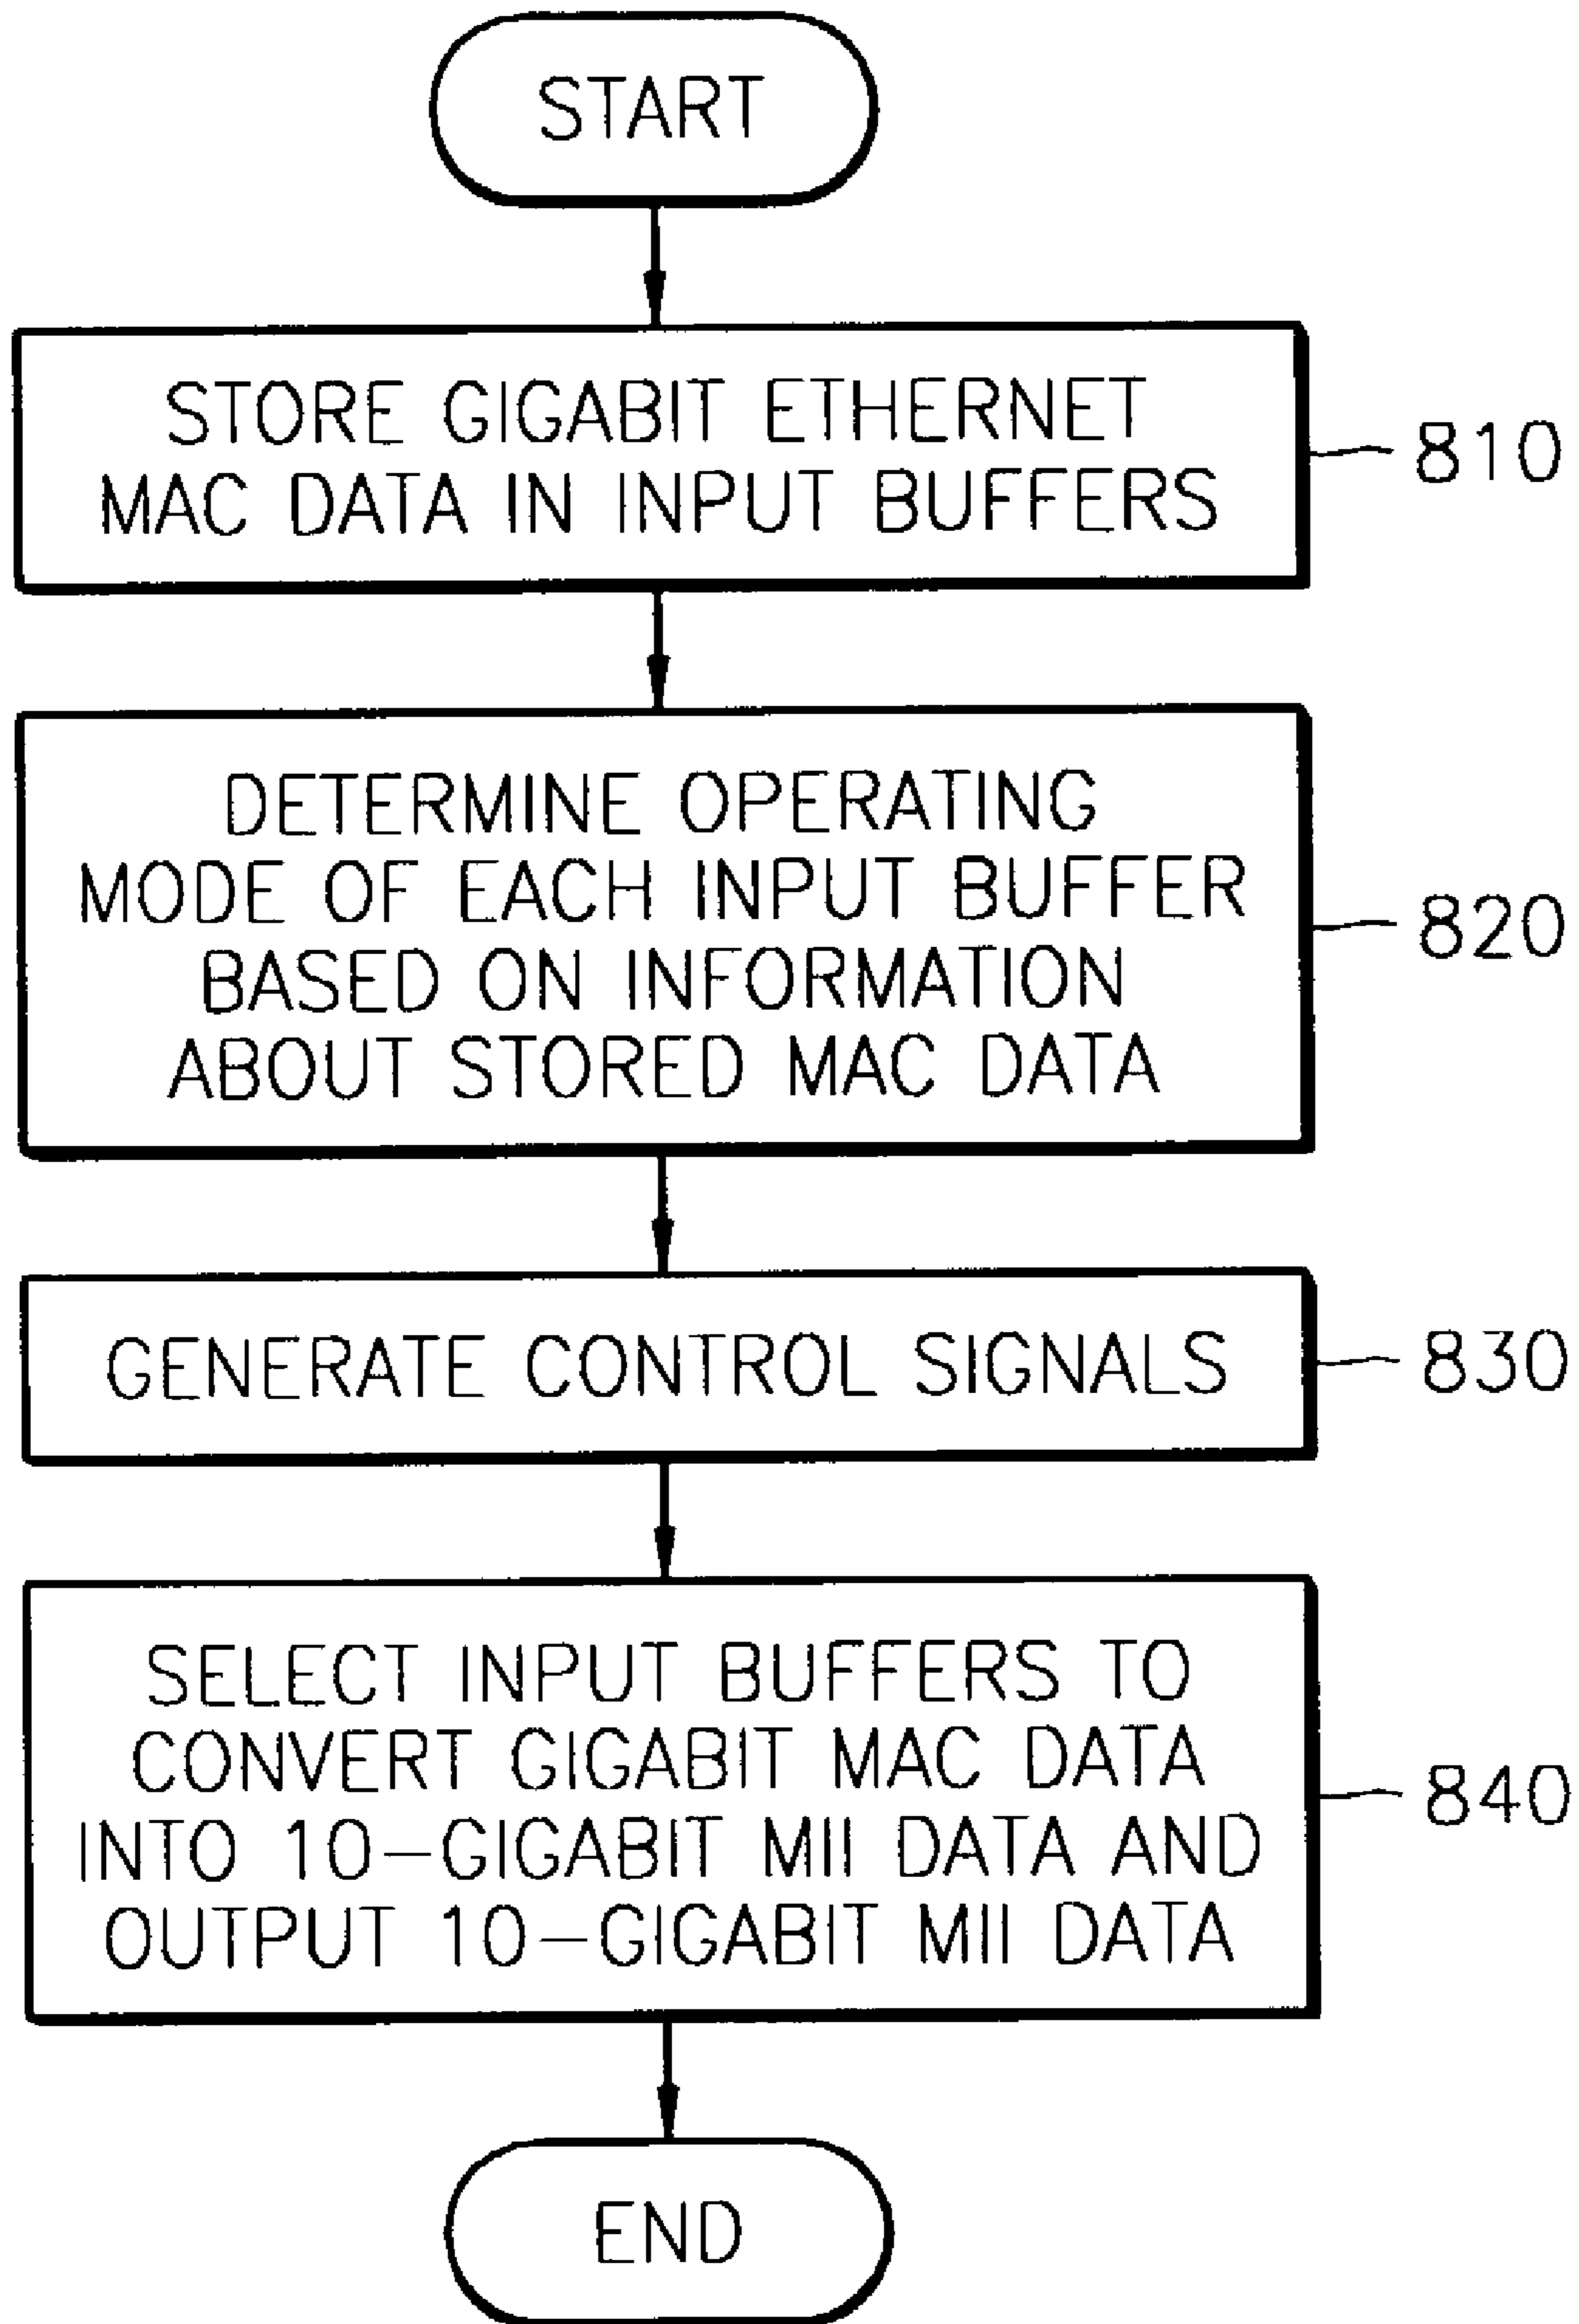 START
STORE GIGABIT ETHERNET
MAC DATA IN INPUT BUFFERS
810
DETERMINE OPERATING
MODE OF EACH INPUT BUFFER
BASED ON INFORMATION
ABOUT STORED MAC DATA
820
GENERATE CONTROL SIGNALS
830
SELECT INPUT BUFFERS TO
CONVERT GIGABIT MAC DATA
INTO 10-GIGABIT MII DATA AND
OUTPUT 10-GIGABIT MII DATA
840
END